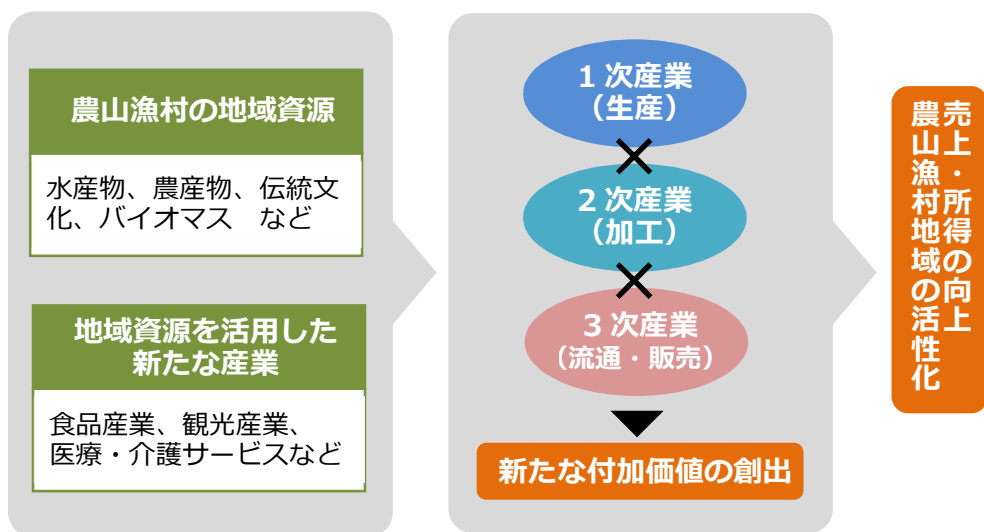 農山漁村の地域資源
水産物、農産物、伝統文
化、バイオマス　など
地域資源を活用した
新たな産業
食品産業、観光産業、
医療・介護サービスなど
1 次産業
(生産)
×
2 次産業
(加工)
×
3 次産業
(流通・販売)
新たな付加価値の創出
売上・所得の向上
農山漁村地域の活性化